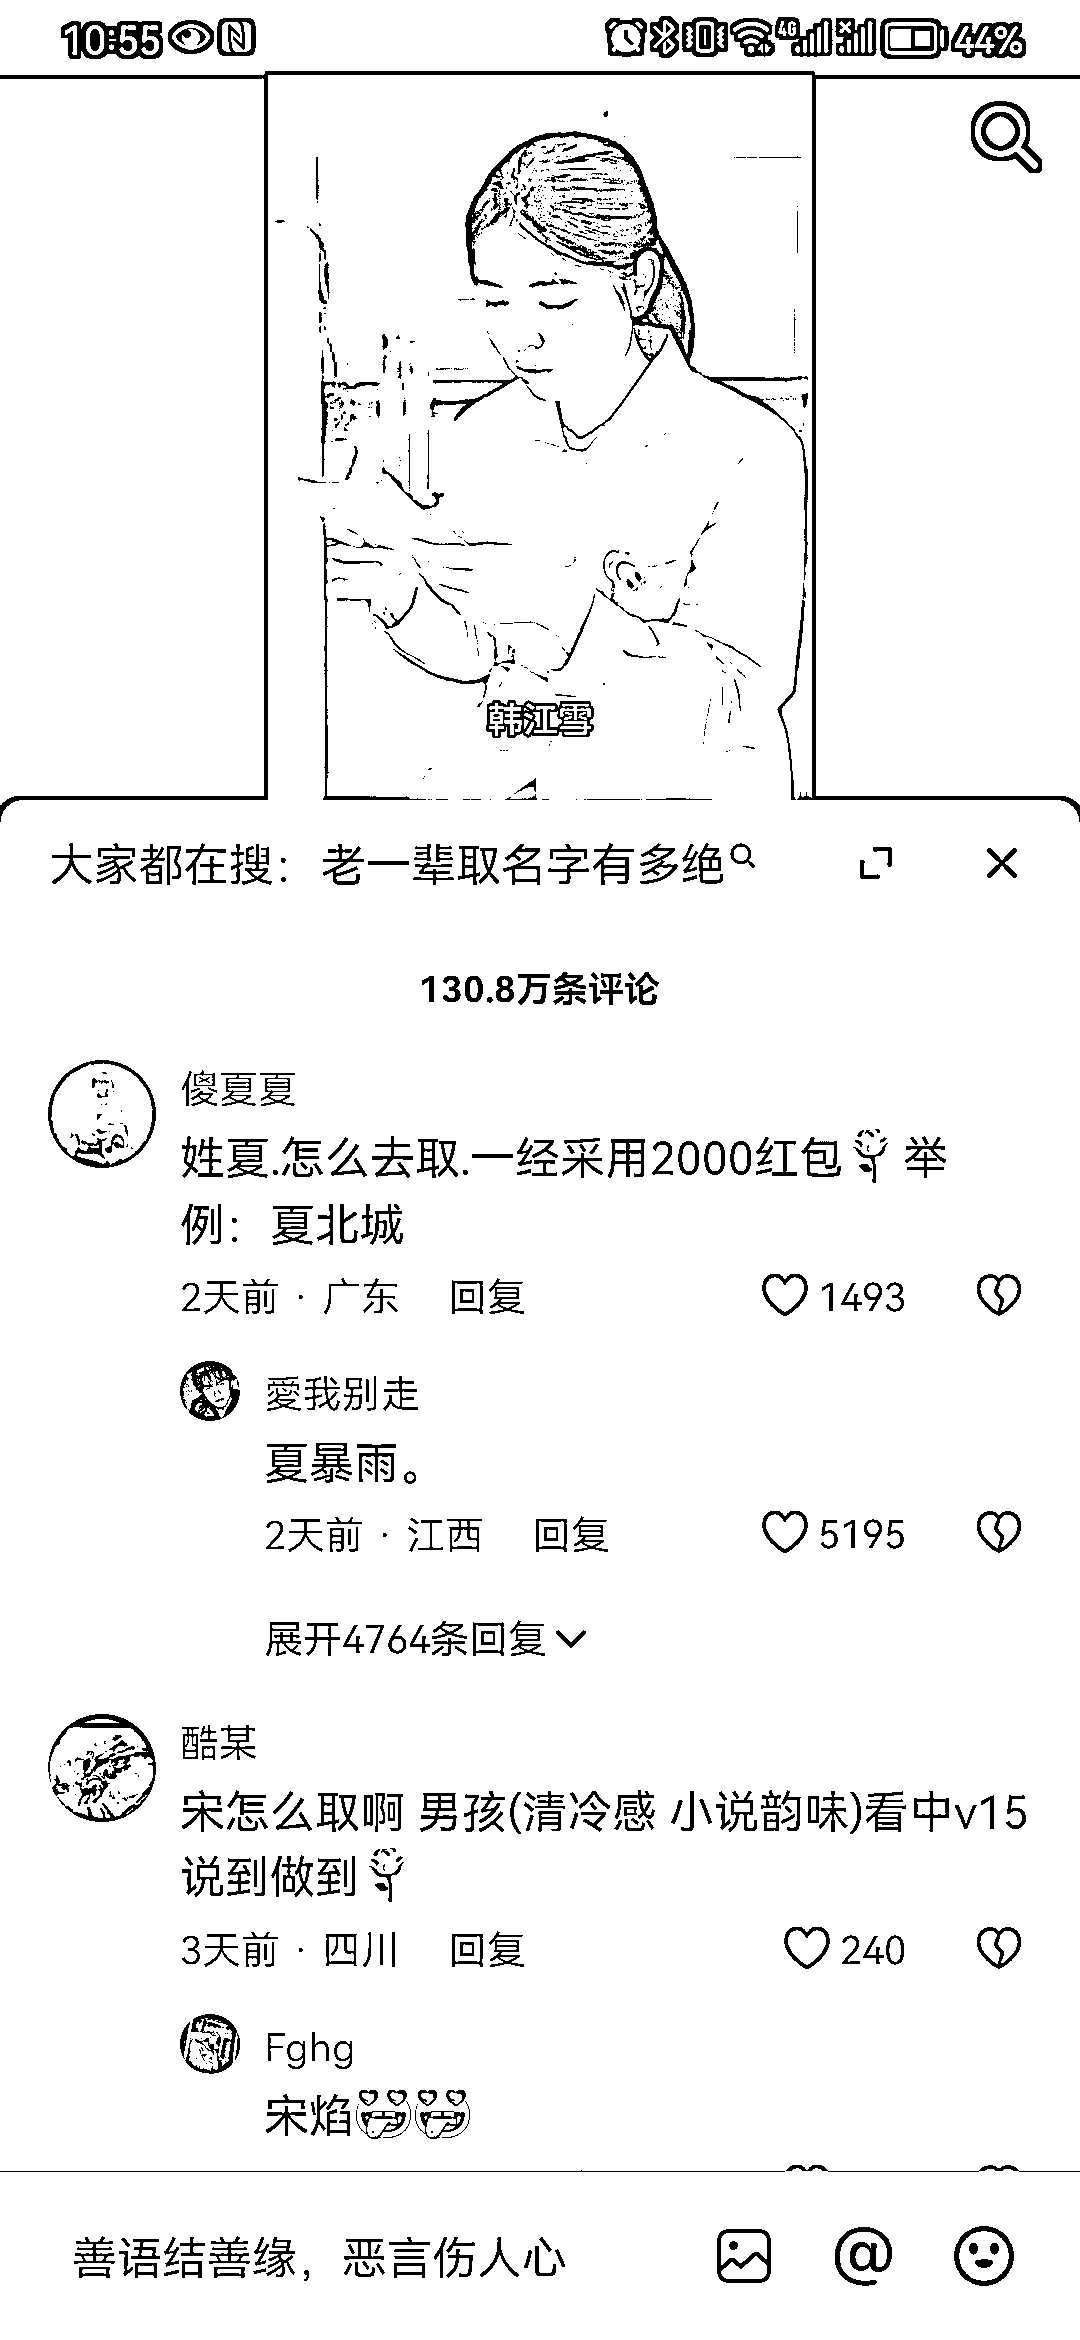 10:55 4G 44%
韩江雪
大家都在搜：老一辈取名字有多绝
130.8万条评论
傻夏夏
姓夏.怎么去取.一经采用2000红包🌹举
例：夏北城
2天前 · 广东 回复 1493
愛我别走
夏暴雨。
2天前 · 江西 回复 5195
展开4764条回复
酷某
宋怎么取啊 男孩(清冷感 小说韵味)看中v15
说到做到🌹
3天前 · 四川 回复 240
Fghg
宋焰😍😍
善语结善缘，恶言伤人心